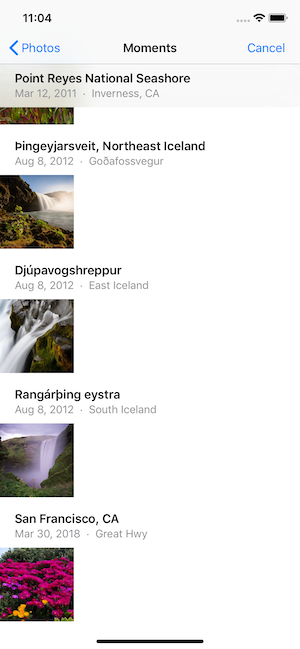 11:04
Photos Moments Cancel
Point Reyes National Seashore
Mar 12, 2011 · Inverness, CA
Þingeyjarsveit, Northeast Iceland
Aug 8, 2012 · Goðafossvegur
Djúpavogshreppur
Aug 8, 2012 · East Iceland
Rangárþing eystra
Aug 8, 2012 · South Iceland
San Francisco, CA
Mar 30, 2018 · Great Hwy